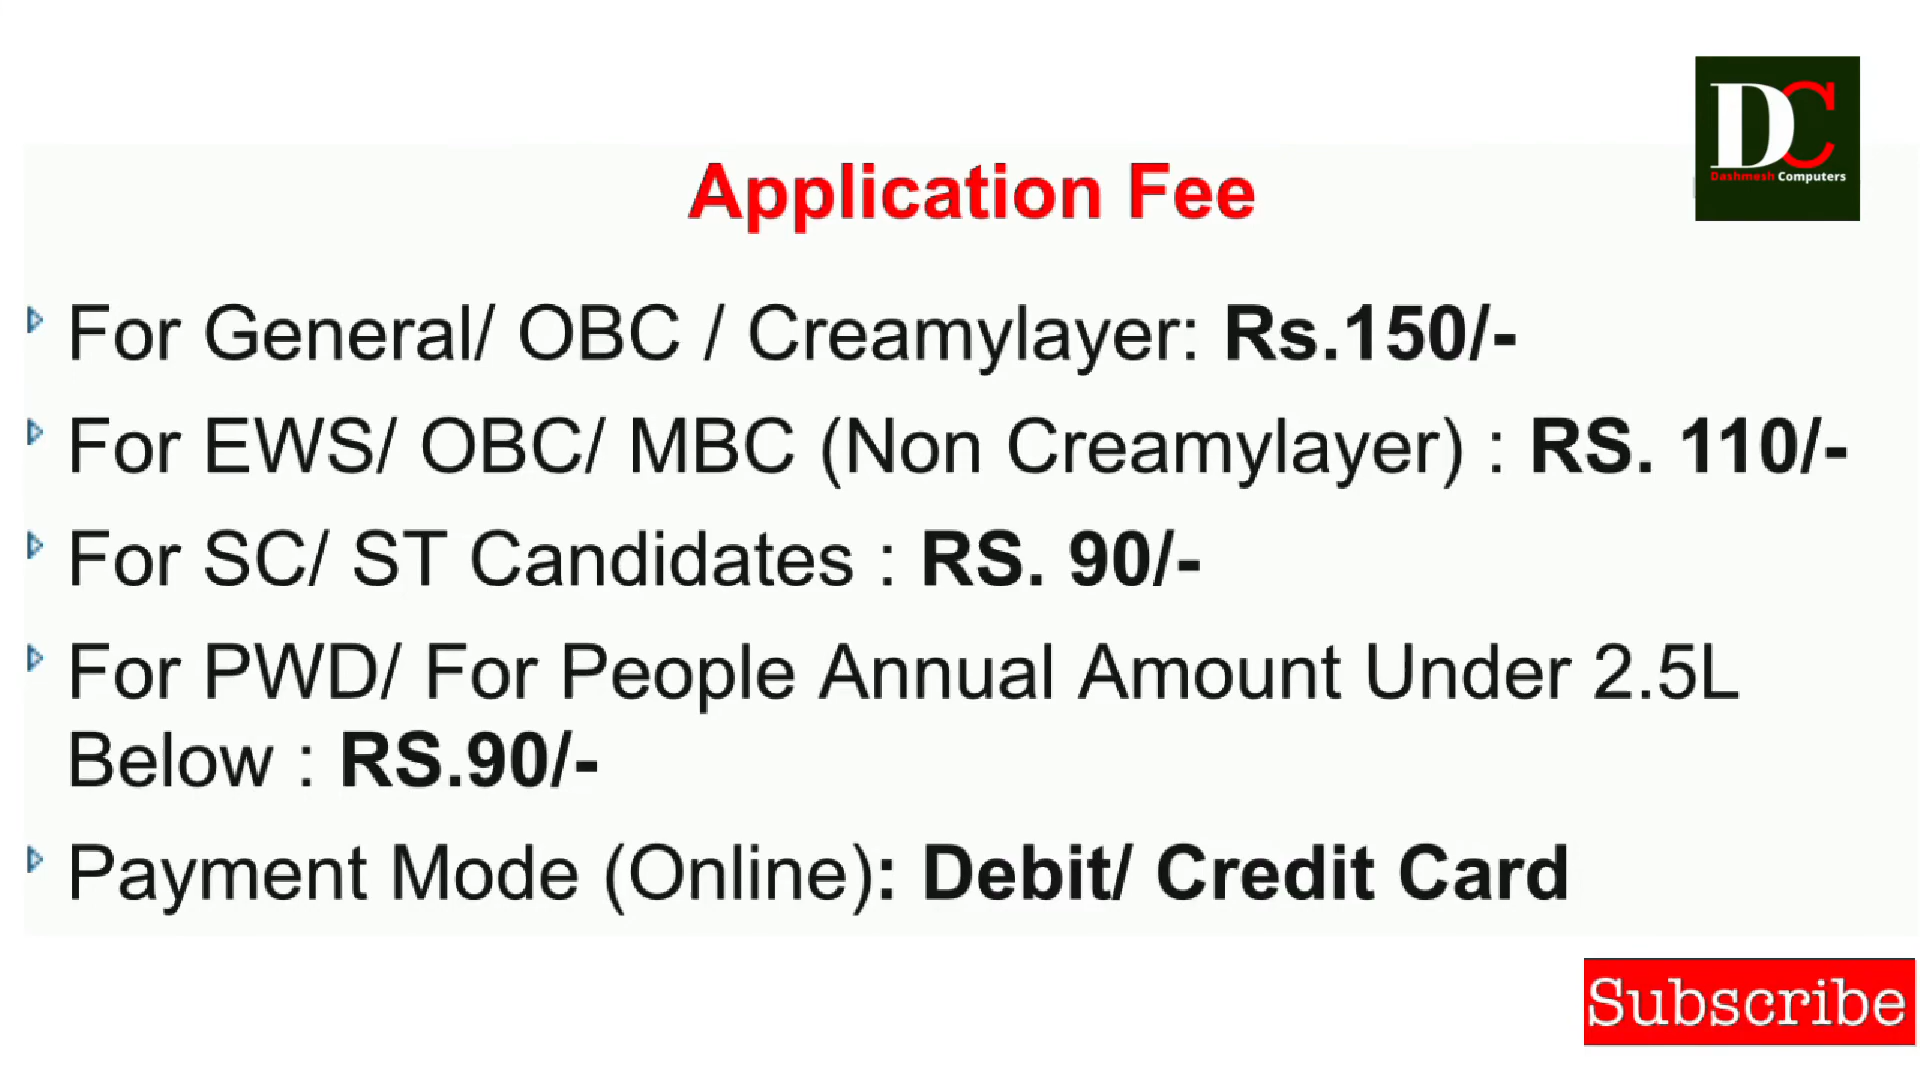 DC
Dashmesh Computers
Application Fee
For General/ OBC / Creamylayer: Rs.150/-
For EWS/ OBC/ MBC (Non Creamylayer) : RS. 110/-
For SC/ ST Candidates : RS. 90/-
For PWD/ For People Annual Amount Under 2.5L
Below : RS.90/-
Payment Mode (Online): Debit/ Credit Card
Subscribe